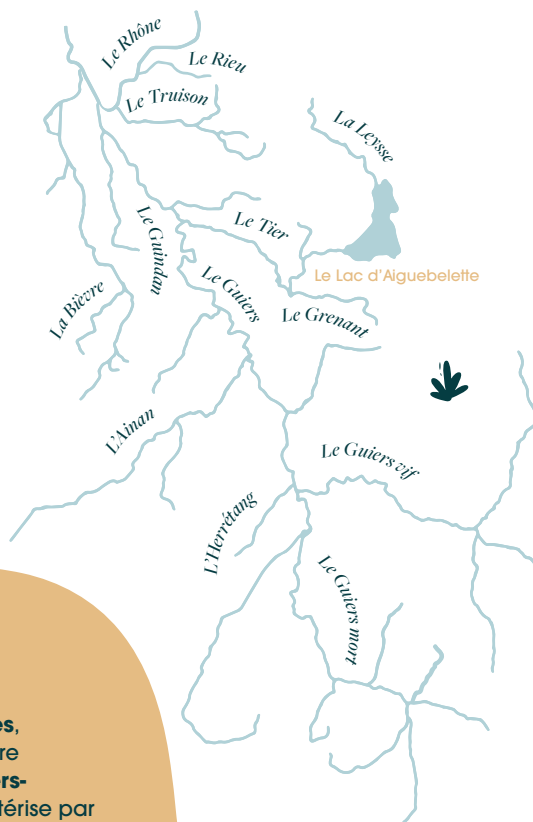 Le Rhône
Le Rieu
Le Truison
La Leysse
Le Guindan
Le Tier
Le Lac d'Aiguebelette
Le Guiers
La Bièvre
Le Grenant
L'Ainan
Le Guiers vif
L'Herrétang
Le Guiers mort
es,
re
ers-
térise par